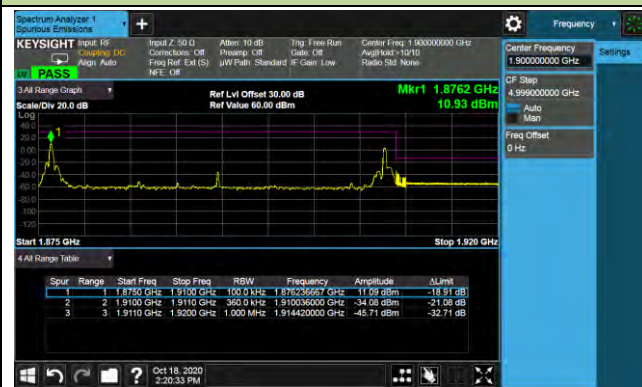 Spectrum Analyzer 1
Spurious Emissions
Frequency
KEYSIGHT Input: RF
Coupling: DC
Align: Auto
Input Z: 50 Ω
Corrections: Off
Freq Ref: Ext (S)
NFE: Off
Atten: 10 dB
Preamp: Off
µW Path: Standard
Trig: Free Run
Gate: Off
IF Gain: Low
Center Freq: 1.900000000 GHz
Avg|Hold:>10/10
Radio Std: None
PASS
Center Frequency
1.900000000 GHz
Settings
CF Step
4.999000000 GHz
Auto
Man
Freq Offset
0 Hz
3 All Range Graph
Scale/Div 20.0 dB
Ref Lvl Offset 30.00 dB
Ref Value 60.00 dBm
Mkr1 1.8762 GHz
10.93 dBm
Log
40.0
20.0
0.00
-20.0
-40.0
-60.0
-80.0
-100
-120
1
Start 1.875 GHz
Stop 1.920 GHz
4 All Range Table
Spur Range Start Freq Stop Freq RBW Frequency Amplitude ΔLimit
1 1 1.8750 GHz 1.9100 GHz 100.0 kHz 1.876236667 GHz 11.09 dBm -18.91 dB
2 2 1.9100 GHz 1.9110 GHz 360.0 kHz 1.910036000 GHz -34.08 dBm -21.08 dB
3 3 1.9110 GHz 1.9200 GHz 1.000 MHz 1.914420000 GHz -45.71 dBm -32.71 dB
Oct 18, 2020
2:20:33 PM